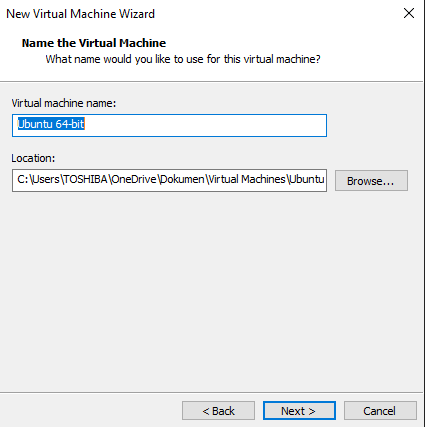 New Virtual Machine Wizard
Name the Virtual Machine
What name would you like to use for this virtual machine?
Virtual machine name:
Ubuntu 64-bit
Location:
C:\Users\TOSHIBA\OneDrive\Dokumen\Virtual Machines\Ubuntu
Browse...
< Back
Next >
Cancel